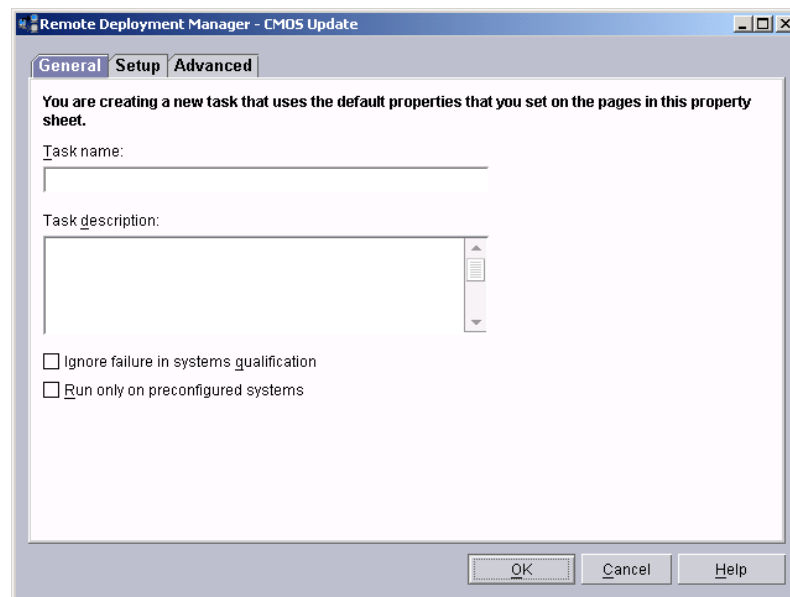 Remote Deployment Manager - CMOS Update
General Setup Advanced
You are creating a new task that uses the default properties that you set on the pages in this property
sheet.
Task name:
Task description:
Ignore failure in systems qualification
Run only on preconfigured systems
OK Cancel Help